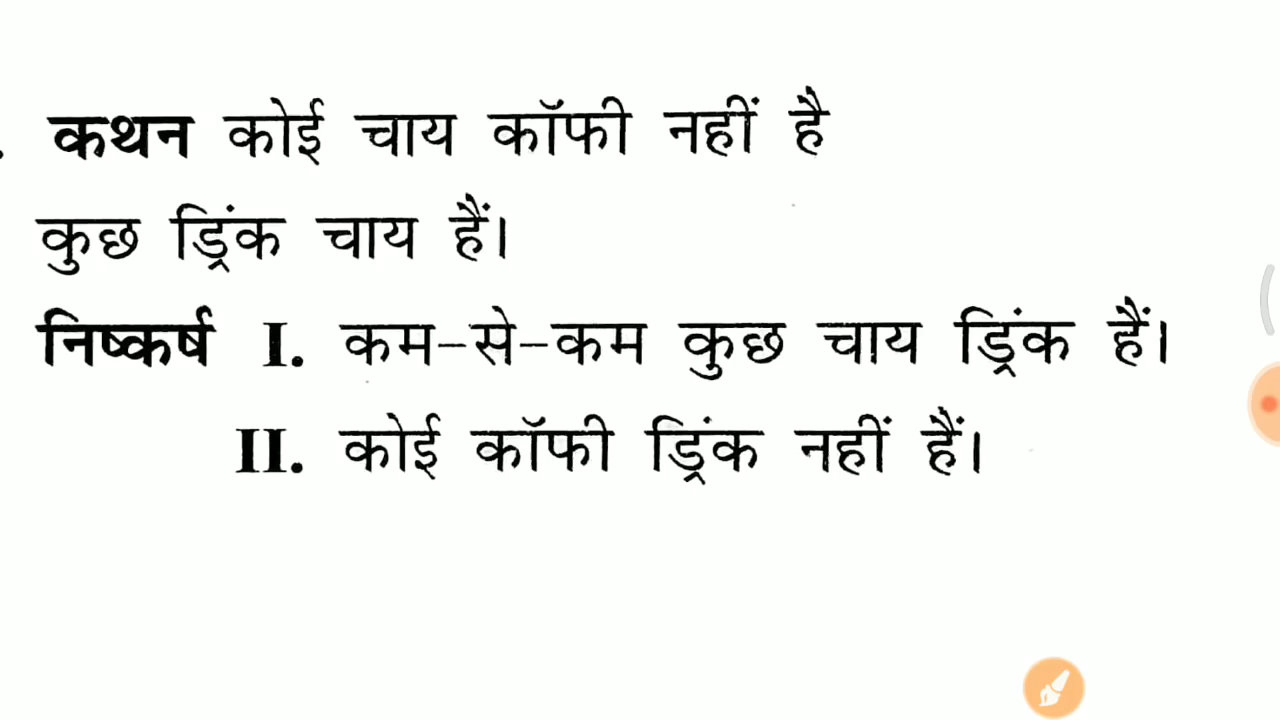 . कथन कोई चाय कॉफी नहीं है
कुछ ड्रिंक चाय हैं।
निष्कर्ष I. कम-से-कम कुछ चाय ड्रिंक हैं।
II. कोई कॉफी ड्रिंक नहीं हैं।